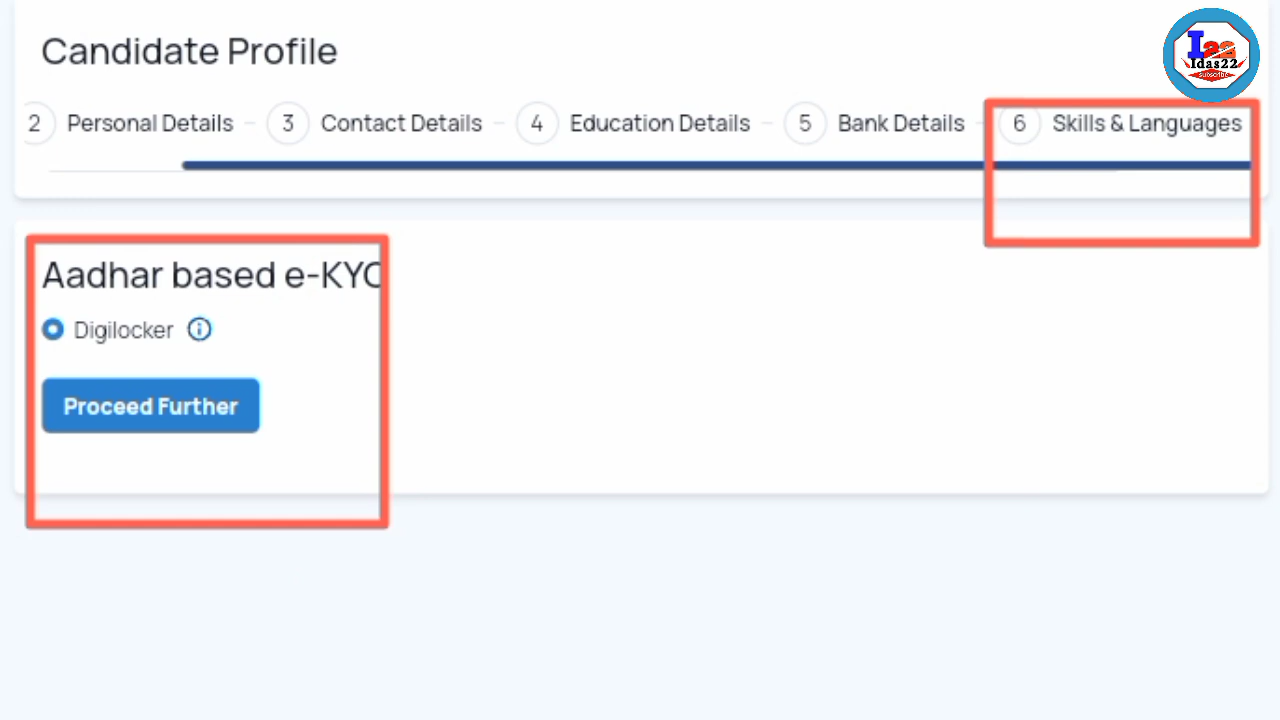 Candidate Profile
2 Personal Details 3 Contact Details 4 Education Details 5 Bank Details 6 Skills & Languages
Aadhar based e-KYC
Digilocker
Proceed Further
Idas22
subscribe